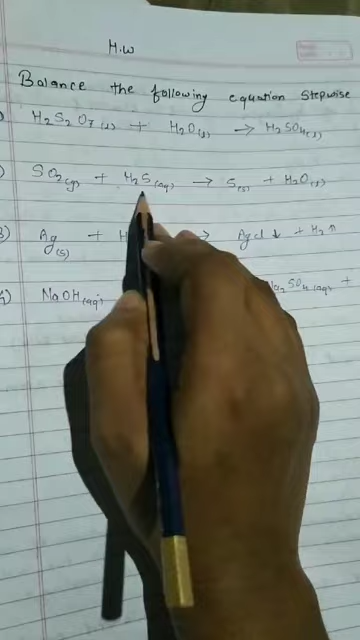 H.W
Balance the following equation Stepwise
H2S2O7(l) + H2O(l) → H2SO4(l)
SO2(g) + H2S(aq) → S(s) + H2O(l)
3) Ag(s) + H → AgCl ↓ + H2 ↑
4) NaOH(aq) Na2SO4(aq) +